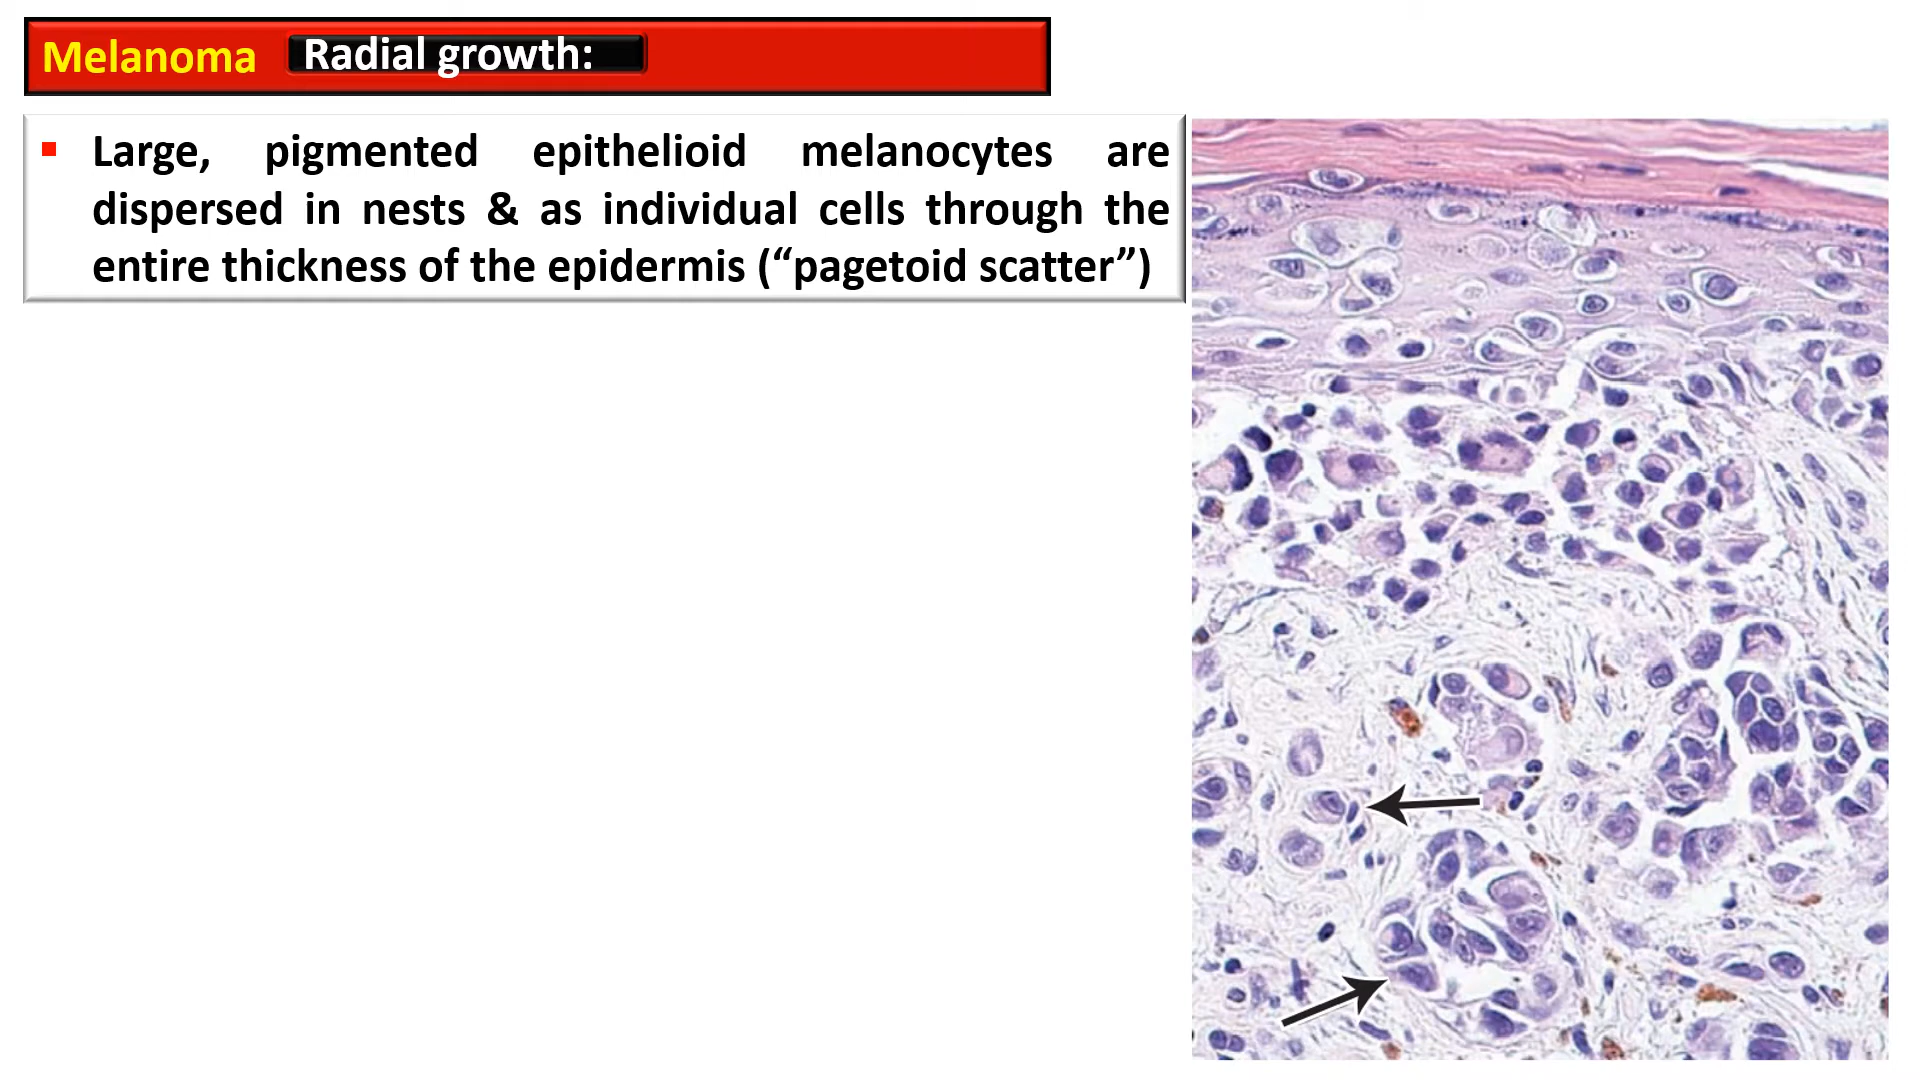 Melanoma Radial growth:
▪ Large, pigmented epithelioid melanocytes are
dispersed in nests & as individual cells through the
entire thickness of the epidermis (“pagetoid scatter”)